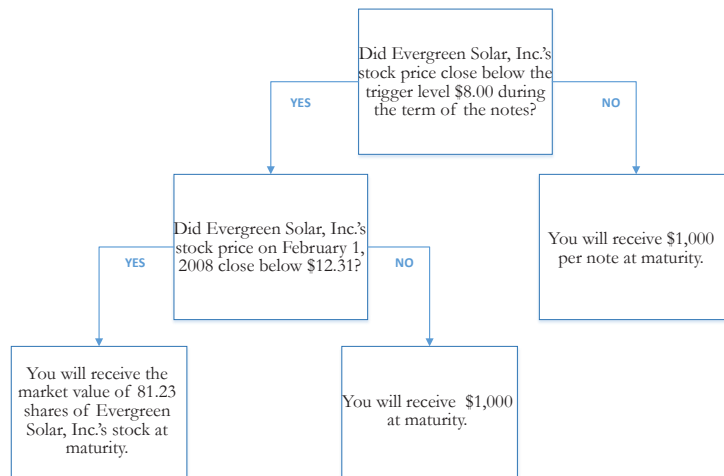 Did Evergreen Solar, Inc.'s
stock price close below the
trigger level $8.00 during
the term of the notes?
YES
NO
Did Evergreen Solar, Inc.'s
stock price on February 1,
2008 close below $12.31?
You will receive $1,000
per note at maturity.
YES
NO
You will receive the
market value of 81.23
shares of Evergreen
Solar, Inc.'s stock at
maturity.
You will receive $1,000
at maturity.